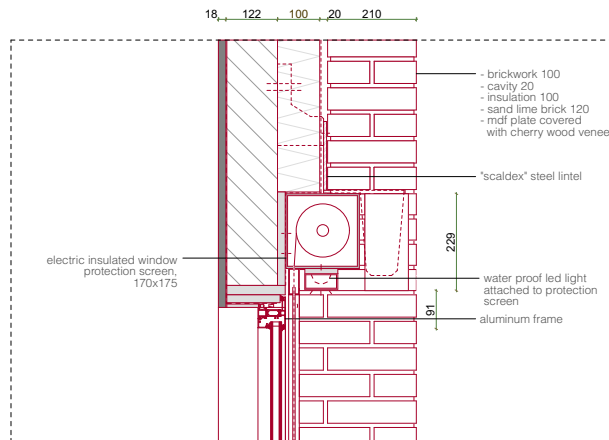 18 122 100 20 210
- brickwork 100
- cavity 20
- insulation 100
- sand lime brick 120
- mdf plate covered
with cherry wood venee
"scaldex" steel lintel
229
electric insulated window
protection screen,
170x175
water proof led light
attached to protection
screen
91
aluminum frame